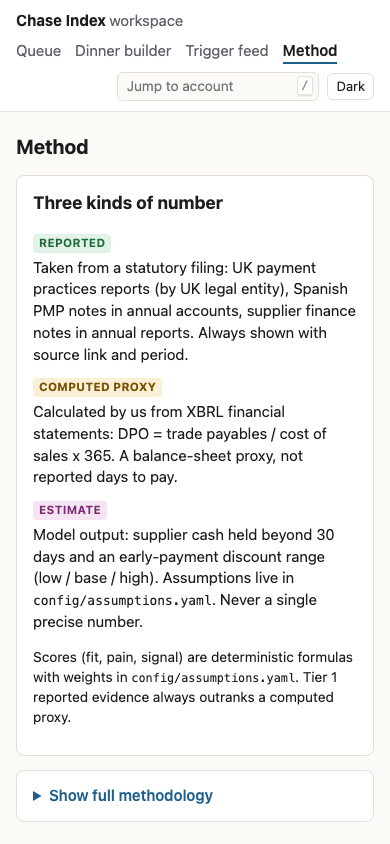 Chase Index workspace
Queue Dinner builder Trigger feed Method
Jump to account /
Dark
Method
Three kinds of number
REPORTED
Taken from a statutory filing: UK payment
practices reports (by UK legal entity), Spanish
PMP notes in annual accounts, supplier finance
notes in annual reports. Always shown with
source link and period.
COMPUTED PROXY
Calculated by us from XBRL financial
statements: DPO = trade payables / cost of
sales x 365. A balance-sheet proxy, not
reported days to pay.
ESTIMATE
Model output: supplier cash held beyond 30
days and an early-payment discount range
(low / base / high). Assumptions live in
config/assumptions.yaml. Never a single
precise number.
Scores (fit, pain, signal) are deterministic formulas
with weights in config/assumptions.yaml. Tier 1
reported evidence always outranks a computed
proxy.
Show full methodology